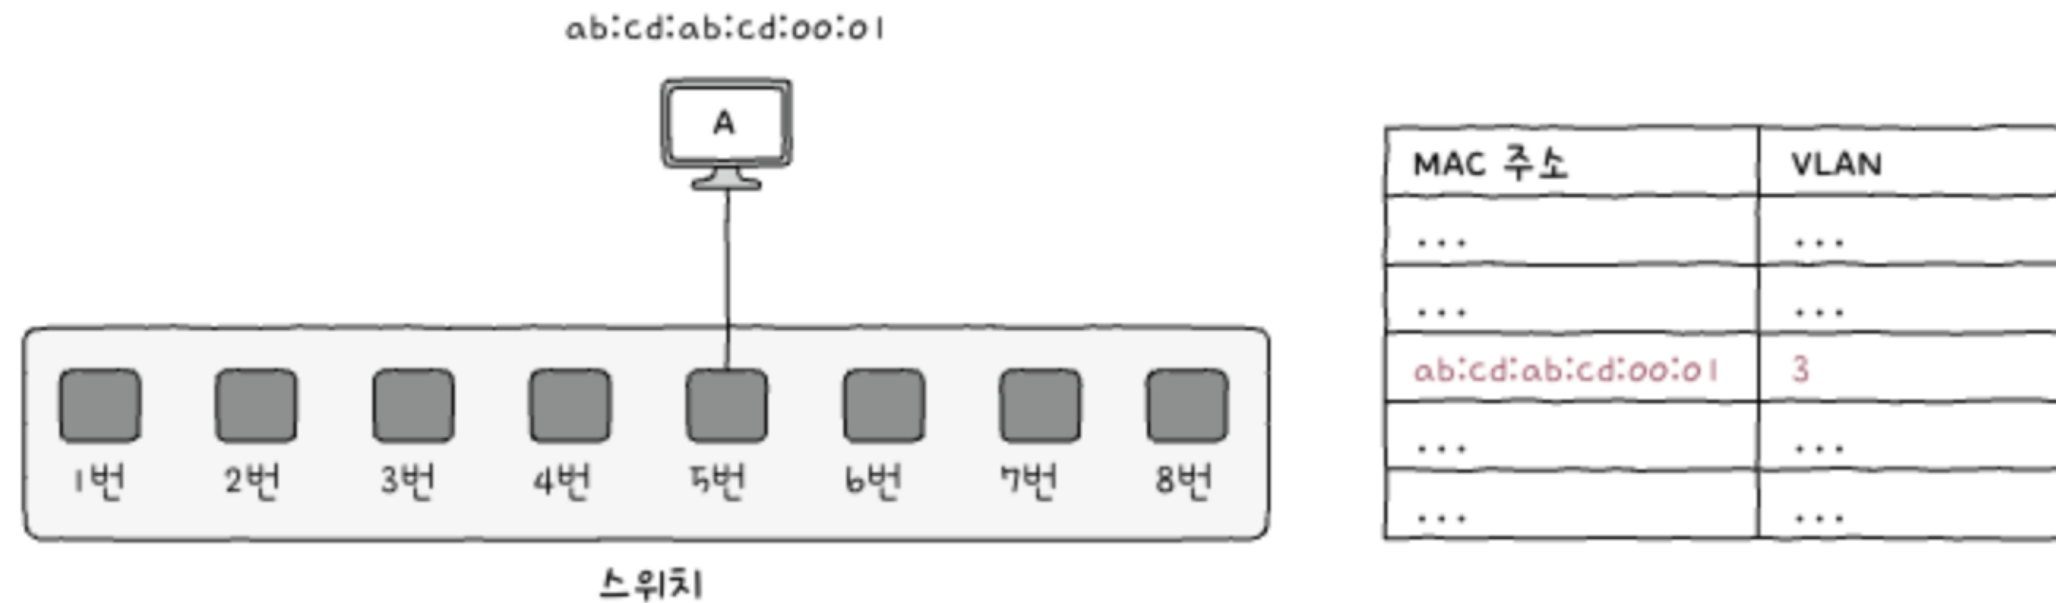 ab:cd:ab:cd:00:01
A
1번 2번 3번 4번 5번 6번 7번 8번
스위치
MAC 주소 VLAN
... ...
... ...
ab:cd:ab:cd:00:01 3
... ...
... ...